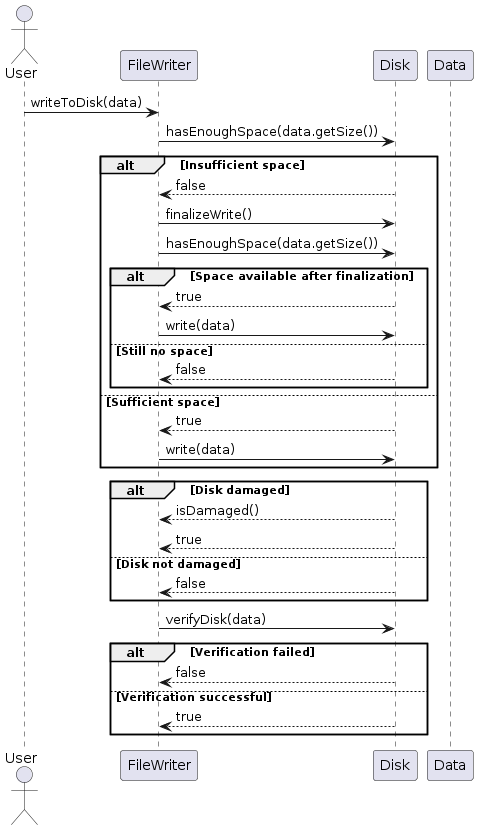 User
FileWriter
Disk
Data
writeToDisk(data)
hasEnoughSpace(data.getSize())
alt
[Insufficient space]
false
finalizeWrite()
hasEnoughSpace(data.getSize())
alt
[Space available after finalization]
true
write(data)
[Still no space]
false
[Sufficient space]
true
write(data)
alt
[Disk damaged]
isDamaged()
true
[Disk not damaged]
false
verifyDisk(data)
alt
[Verification failed]
false
[Verification successful]
true
User
FileWriter
Disk
Data